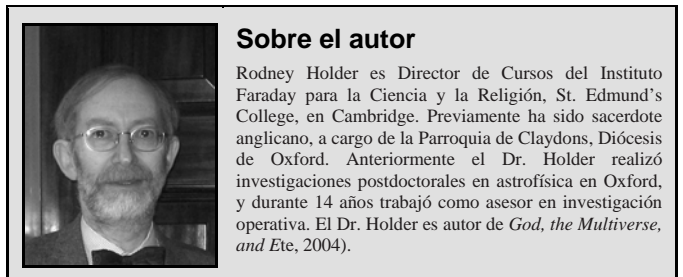 Sobre el autor
Rodney Holder es Director de Cursos del Instituto
Faraday para la Ciencia y la Religión, St. Edmund’s
College, en Cambridge. Previamente ha sido sacerdote
anglicano, a cargo de la Parroquia de Claydons, Diócesis
de Oxford. Anteriormente el Dr. Holder realizó
investigaciones postdoctorales en astrofísica en Oxford,
y durante 14 años trabajó como asesor en investigación
operativa. El Dr. Holder es autor de God, the Multiverse,
and Ete, 2004).